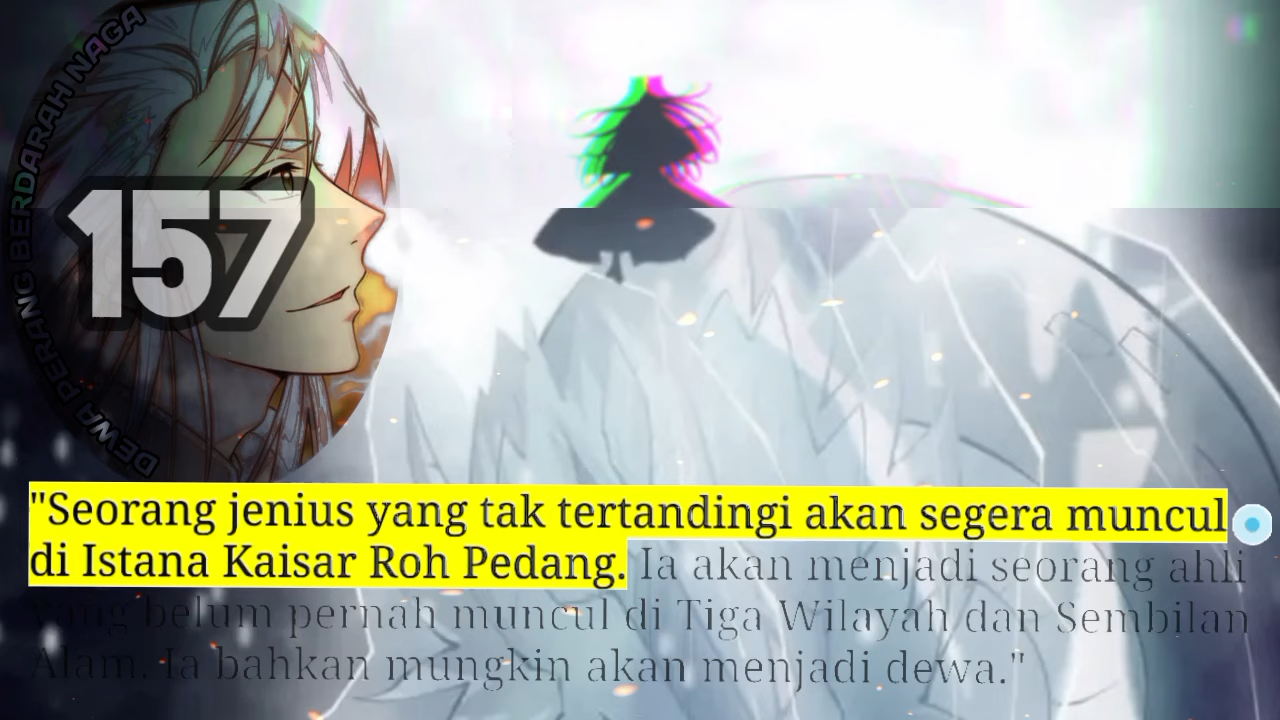 DEWA PERANG BERDARAH NAGA
157
"Seorang jenius yang tak tertandingi akan segera muncul
di Istana Kaisar Roh Pedang. Ia akan menjadi seorang ahli
yang belum pernah muncul di Tiga Wilayah dan Sembilan
Alam. Ia bahkan mungkin akan menjadi dewa."